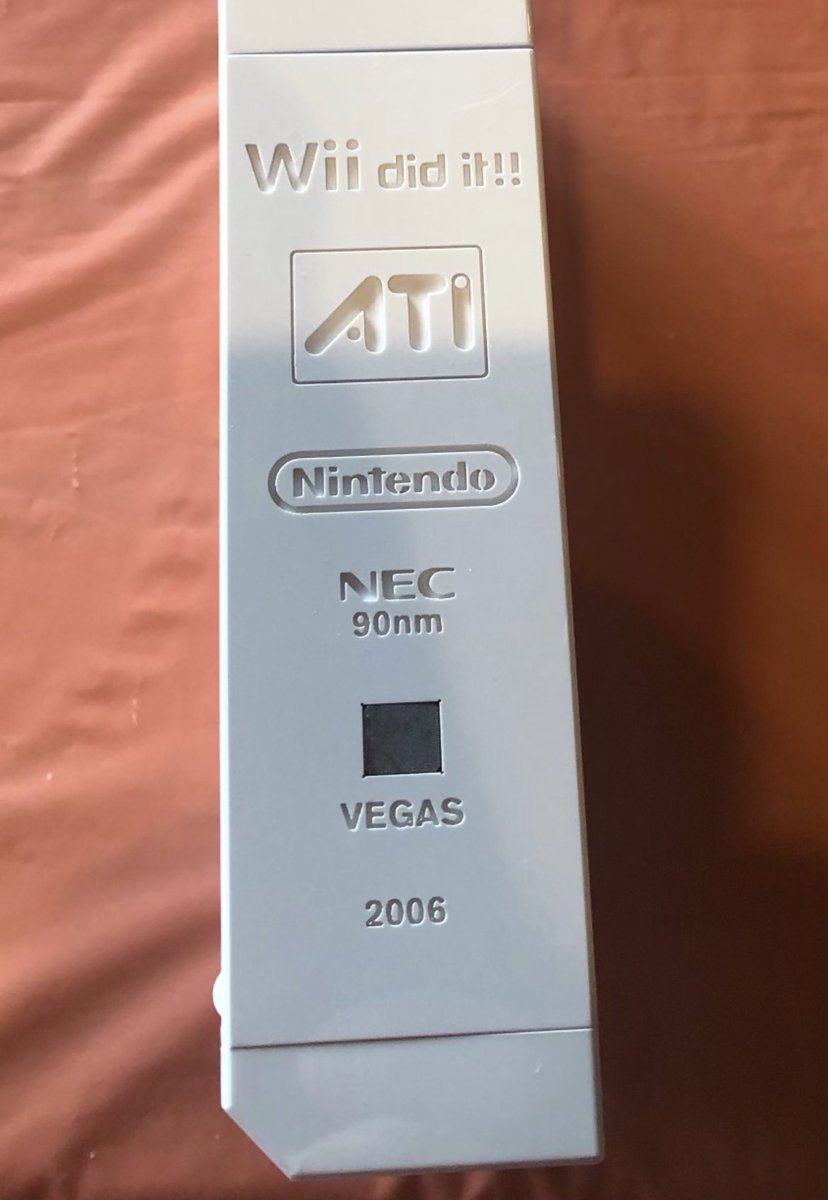 Wii did it!!
ATi
Nintendo
NEC
90nm
VEGAS
2006